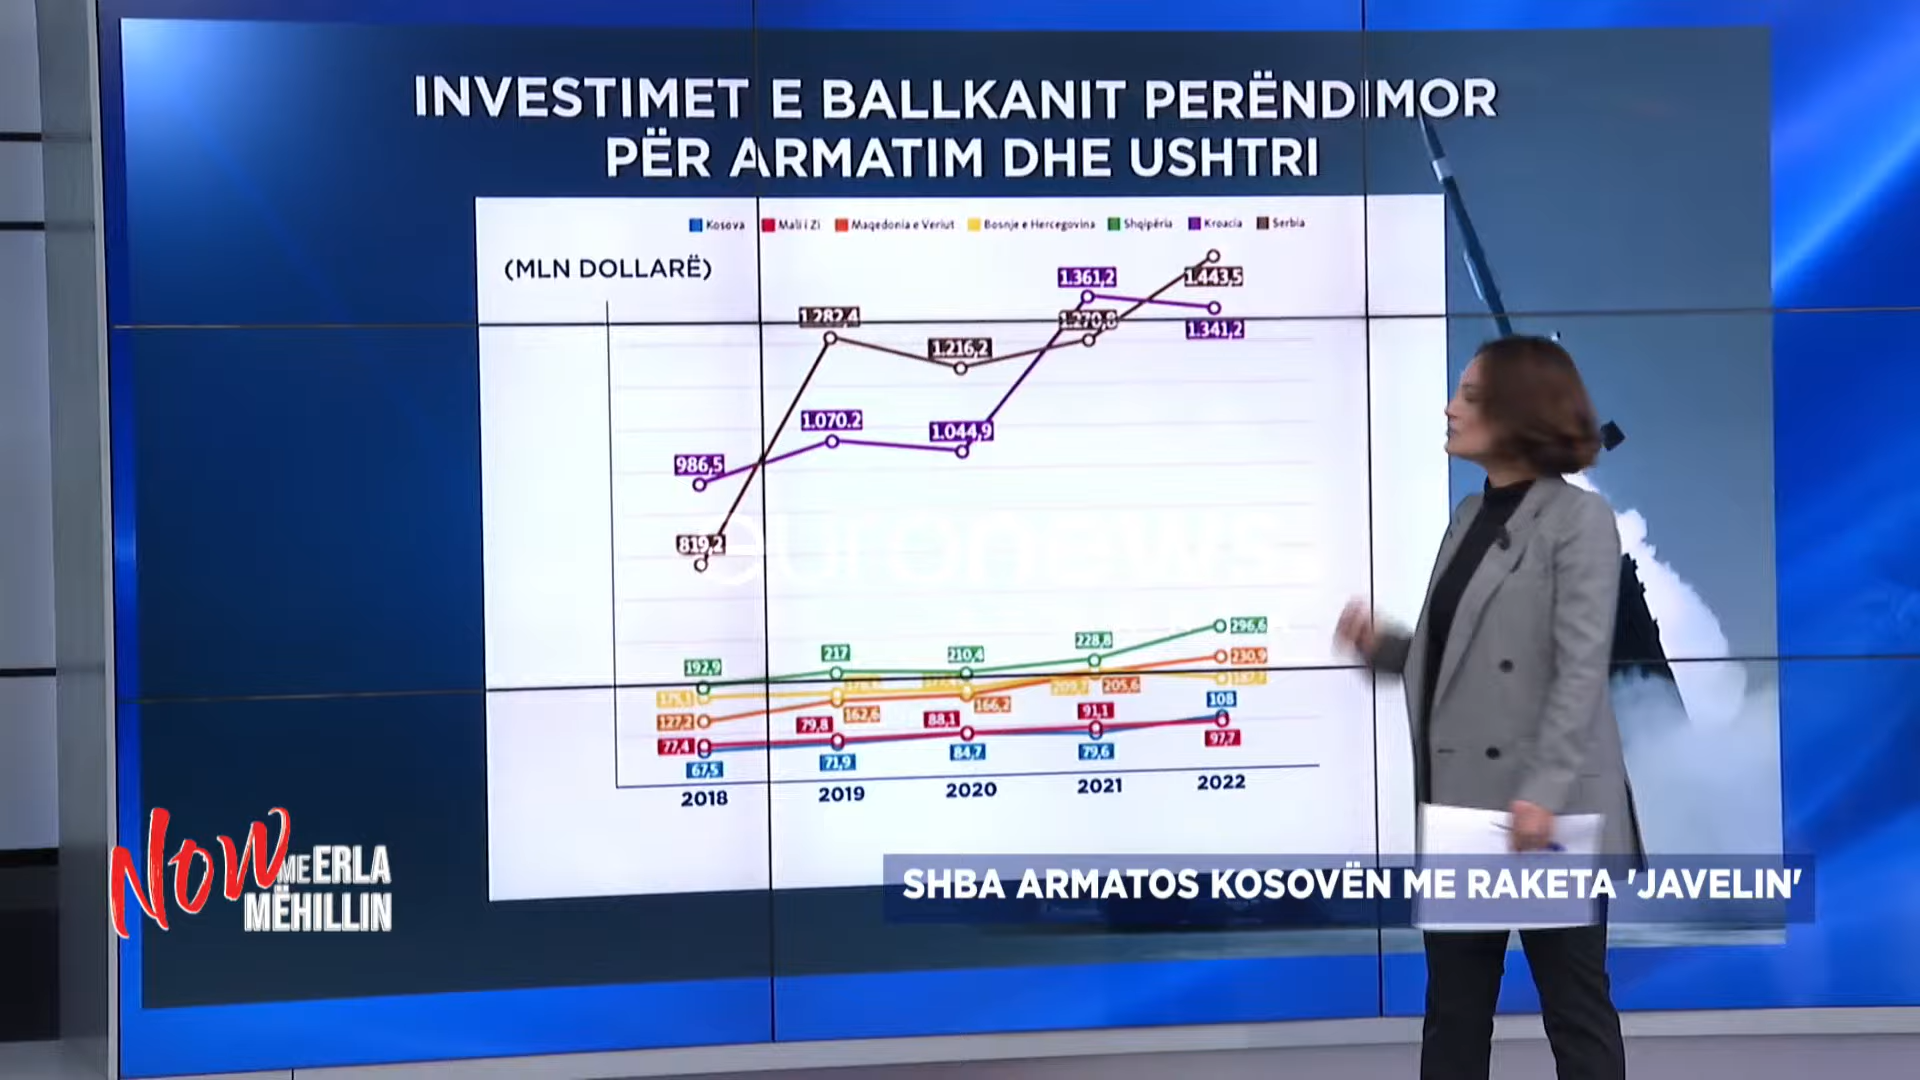 INVESTIMET E BALLKANIT PERËNDIMOR
PËR ARMATIM DHE USHTRI
Kosova Mali i Zi Maqedonia e Veriut Bosnje e Hercegovina Shqipëria Kroacia Serbia
(MLN DOLLARË)
1.443,5
1.361,2
1.341,2
1.282,4
1.270,8
1.216,2
1.070.2
1.044,9
986,5
819,2
euronews
192,9 217 210,4 228,8 296,6
230,9
187,7
175,1
127,2 162,6 166,2 205,6
77,4 79,8 88,1 91,1 97,7
67,5 71,9 84,7 79,6 108
2018 2019 2020 2021 2022
NOW ME ERLA
MËHILLIN
SHBA ARMATOS KOSOVËN ME RAKETA 'JAVELIN'